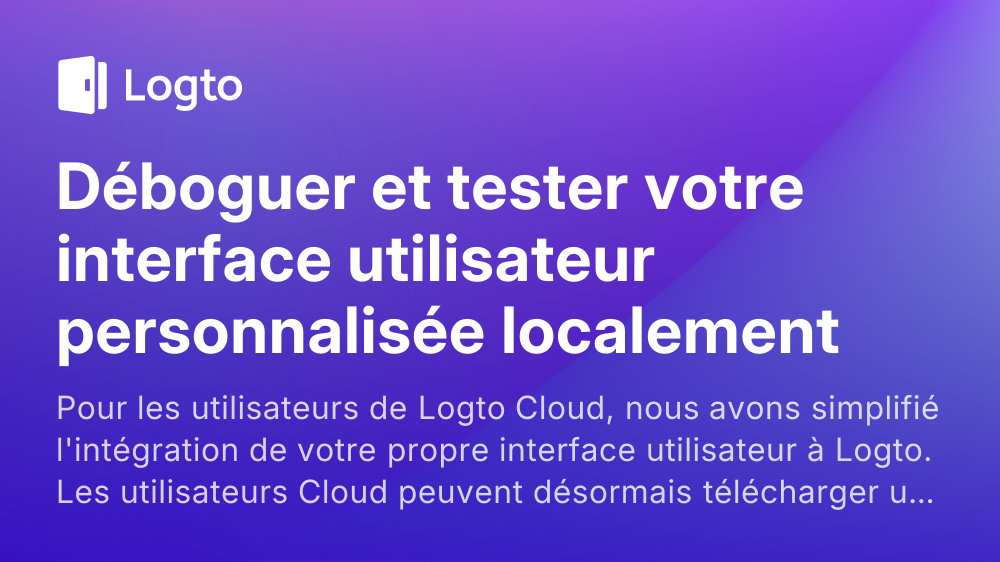 Logto
Déboguer et tester votre
interface utilisateur
personnalisée localement
Pour les utilisateurs de Logto Cloud, nous avons simplifié
l'intégration de votre propre interface utilisateur à Logto.
Les utilisateurs Cloud peuvent désormais télécharger u...